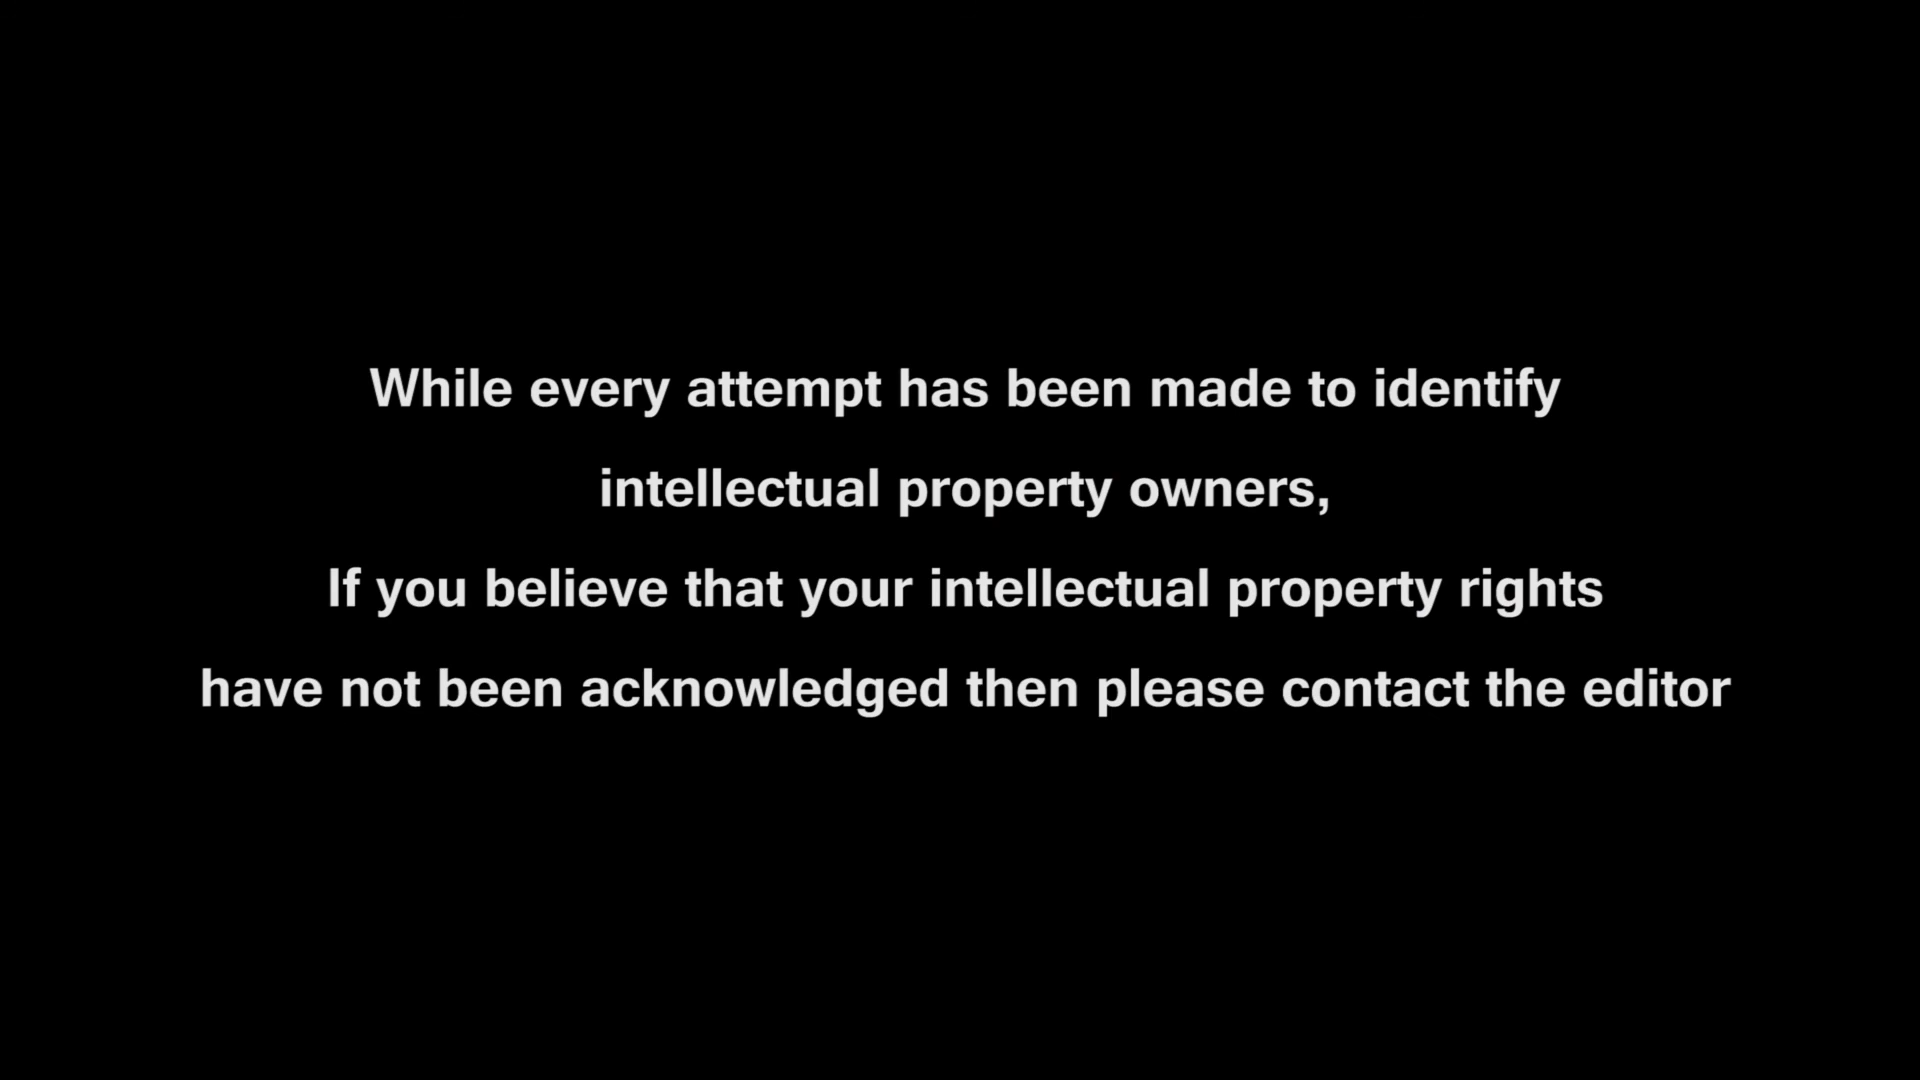 While every attempt has been made to identify
intellectual property owners,
If you believe that your intellectual property rights
have not been acknowledged then please contact the editor